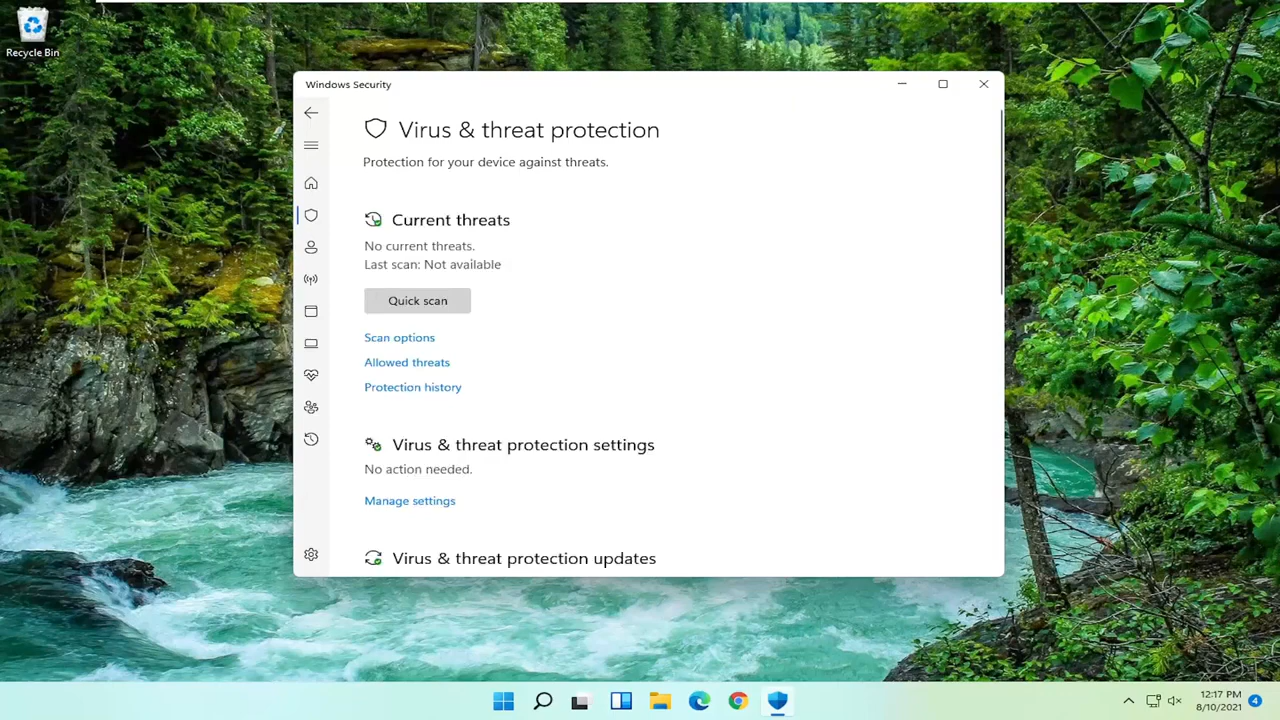 Recycle Bin
Windows Security
Virus & threat protection
Protection for your device against threats.
Current threats
No current threats.
Last scan: Not available
Quick scan
Scan options
Allowed threats
Protection history
Virus & threat protection settings
No action needed.
Manage settings
Virus & threat protection updates
12:17 PM
8/10/2021
4